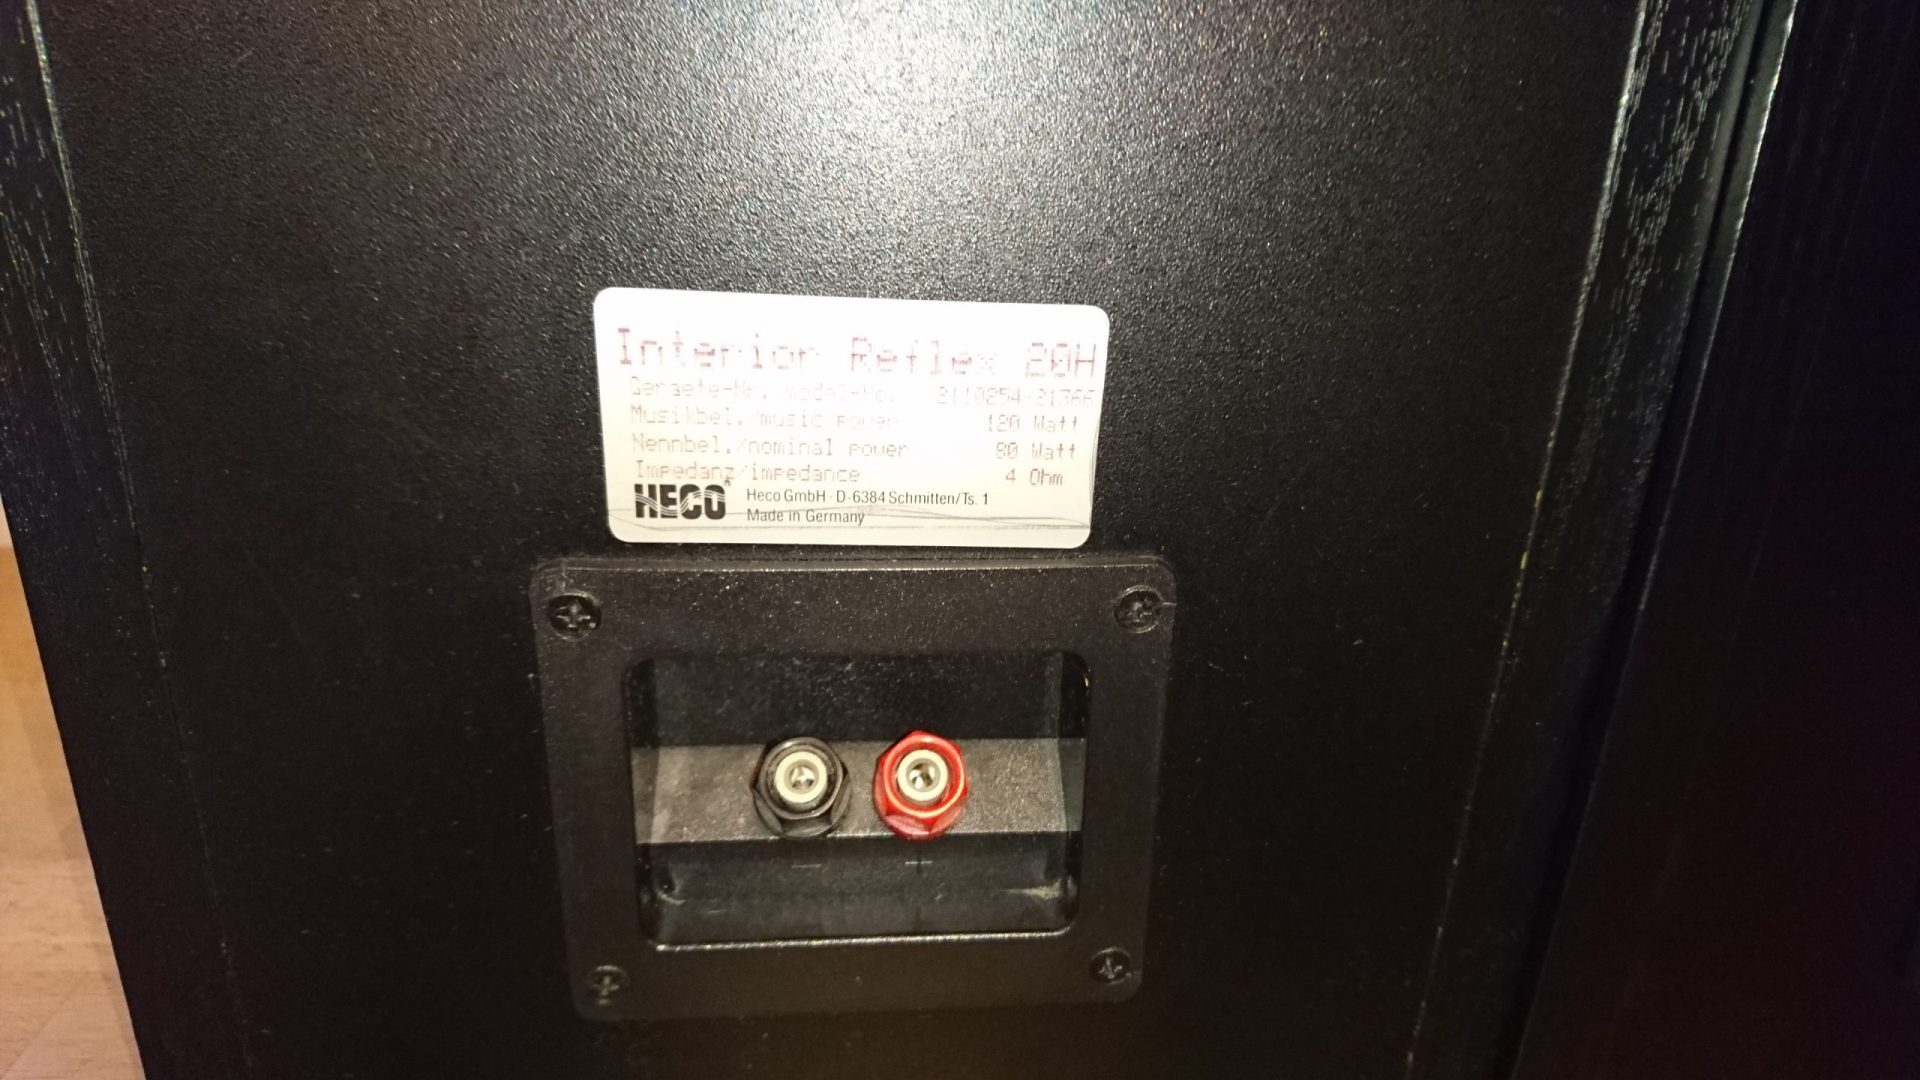 Interior Reflex 20H
Geraete-Nr./model-No. 2110254/21366
Musikbel./music power 120 Watt
Nennbel./nominal power 80 Watt
Impedanz/impedance 4 Ohm
HECO® Heco GmbH · D-6384 Schmitten/Ts. 1
Made in Germany
− +